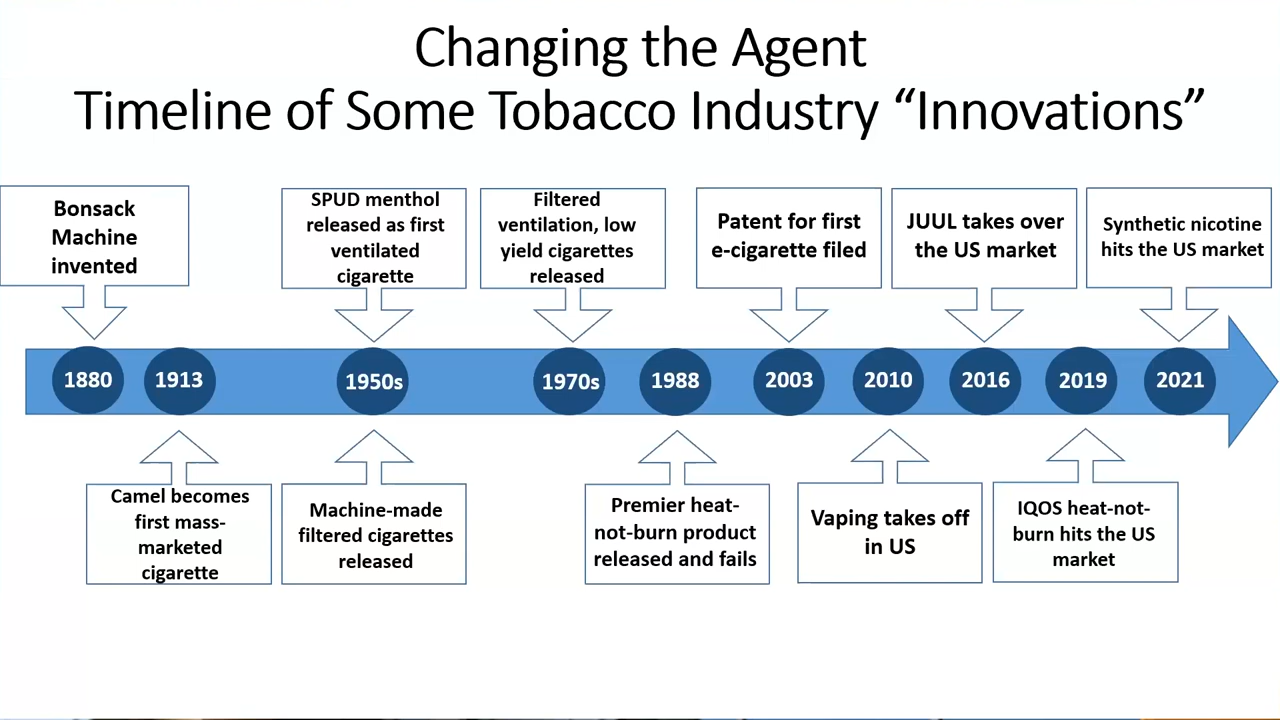 Changing the Agent
Timeline of Some Tobacco Industry “Innovations”
Bonsack
Machine
invented
SPUD menthol
released as first
ventilated
cigarette
Filtered
ventilation, low
yield cigarettes
released
Patent for first
e-cigarette filed
JUUL takes over
the US market
Synthetic nicotine
hits the US market
1880
1913
1950s
1970s
1988
2003
2010
2016
2019
2021
Camel becomes
first mass-
marketed
cigarette
Machine-made
filtered cigarettes
released
Premier heat-
not-burn product
released and fails
Vaping takes off
in US
IQOS heat-not-
burn hits the US
market